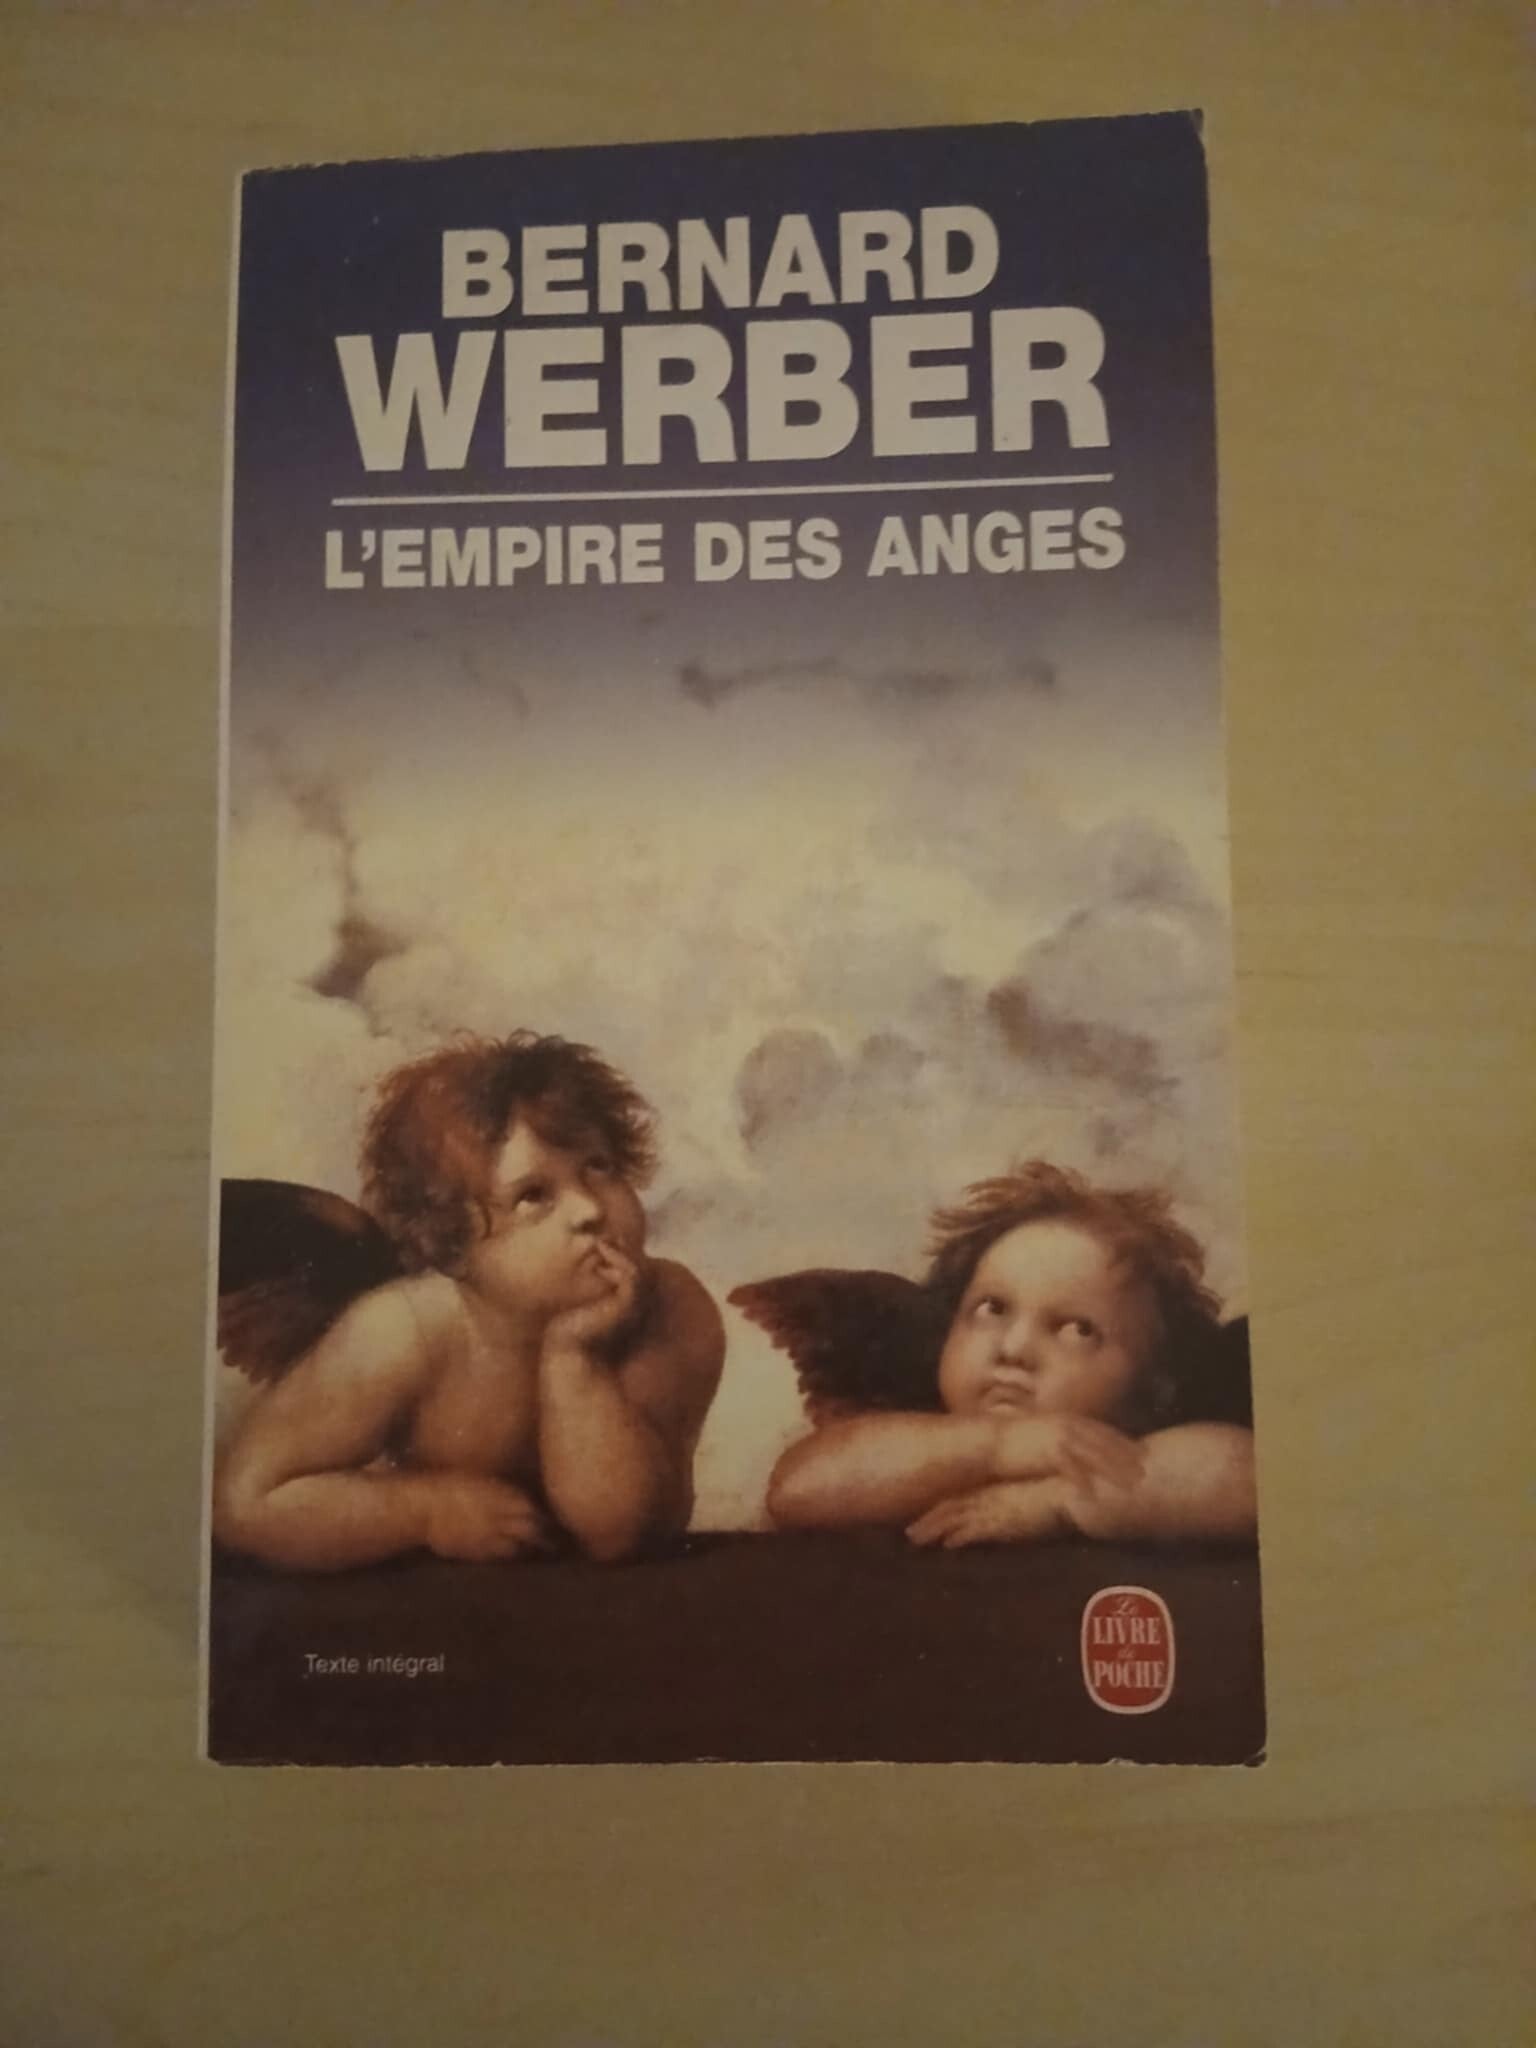 BERNARD
WERBER
L'EMPIRE DES ANGES
Texte intégral
Le
LIVRE
de
POCHE